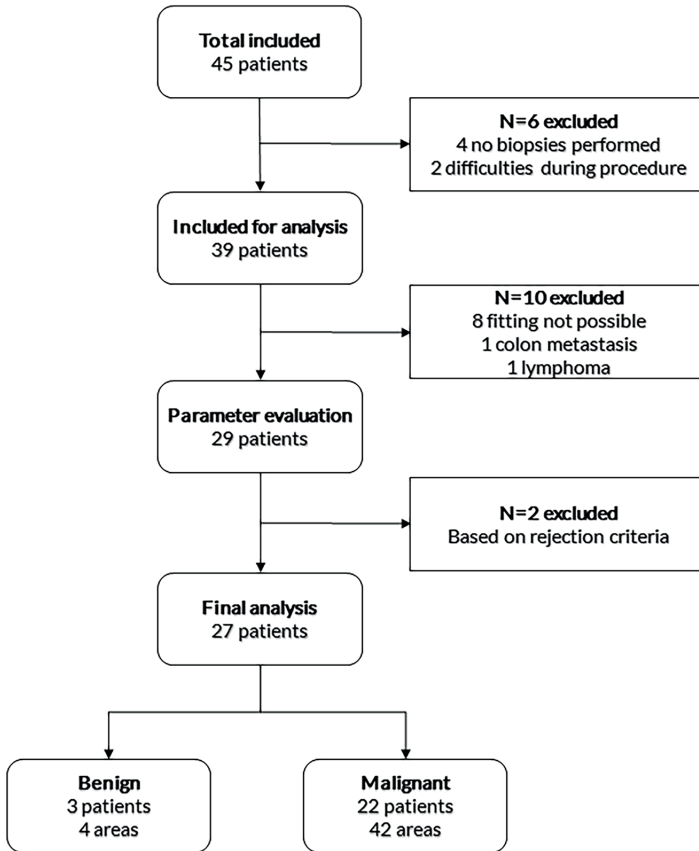 Total included
45 patients
N=6 excluded
4 no biopsies performed
2 difficulties during procedure
Included for analysis
39 patients
N=10 excluded
8 fitting not possible
1 colon metastasis
1 lymphoma
Parameter evaluation
29 patients
N=2 excluded
Based on rejection criteria
Final analysis
27 patients
Benign
3 patients
4 areas
Malignant
22 patients
42 areas